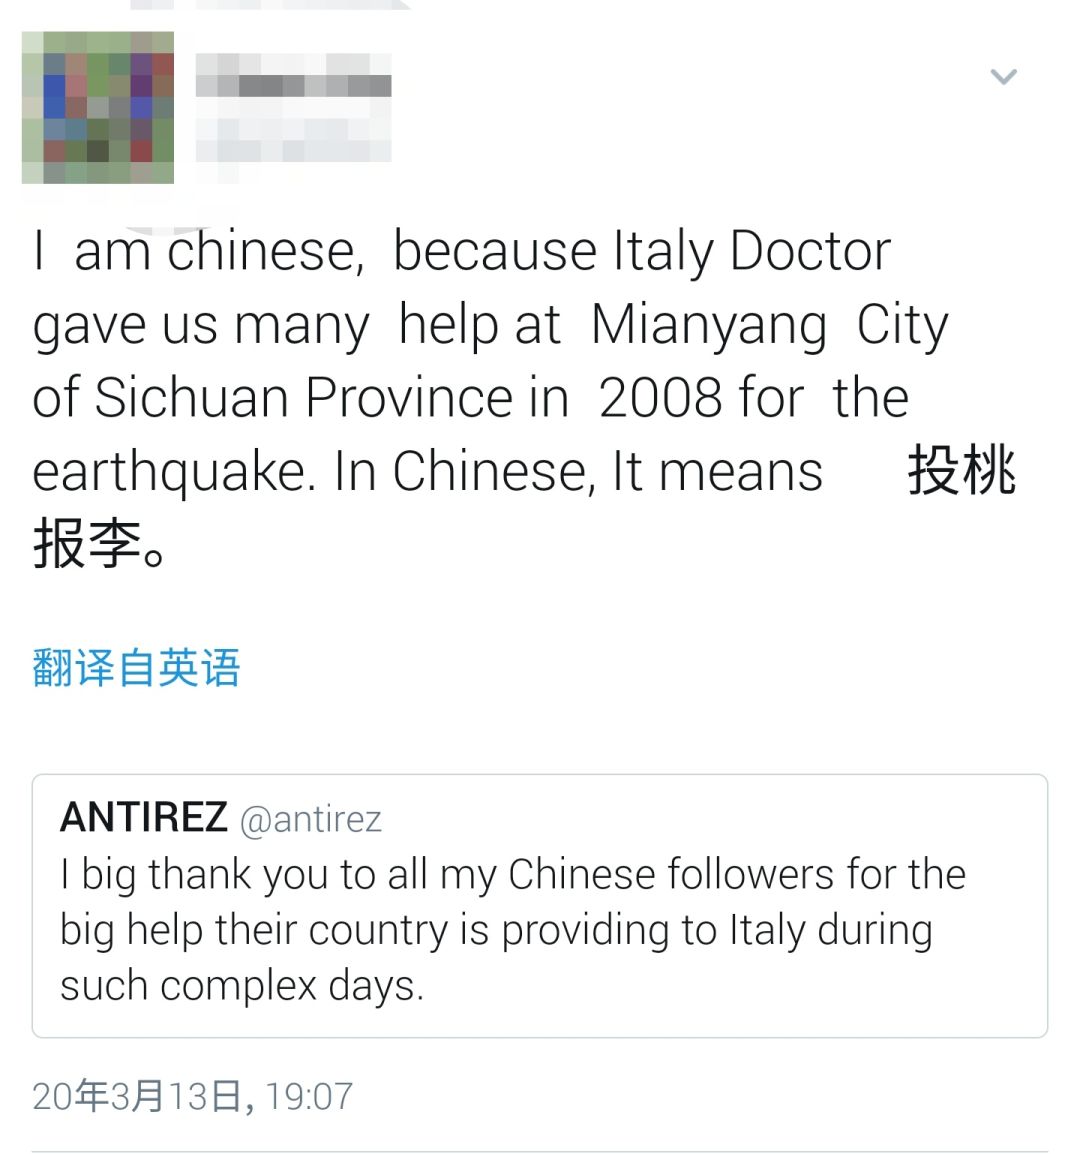 I am chinese, because Italy Doctor
gave us many help at Mianyang City
of Sichuan Province in 2008 for the
earthquake. In Chinese, It means 投桃
报李。
翻译自英语
ANTIREZ @antirez
I big thank you to all my Chinese followers for the
big help their country is providing to Italy during
such complex days.
20年3月13日, 19:07